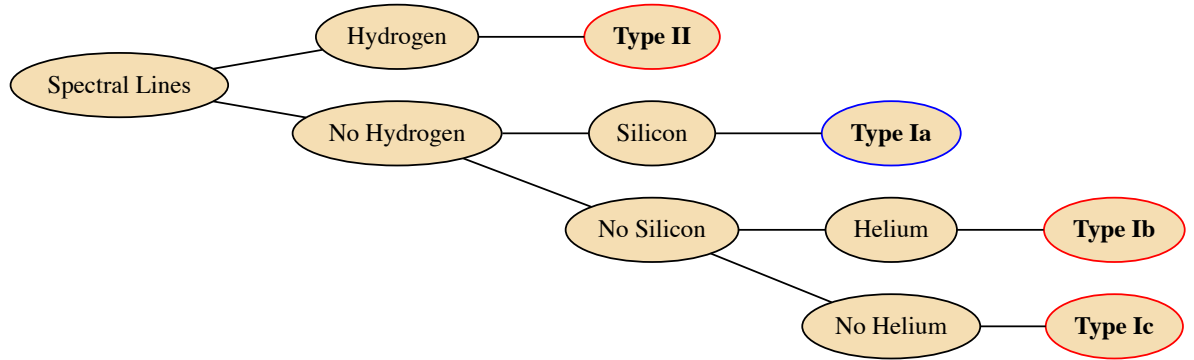 Hydrogen
Type II
Spectral Lines
No Hydrogen
Silicon
Type Ia
No Silicon
Helium
Type Ib
No Helium
Type Ic